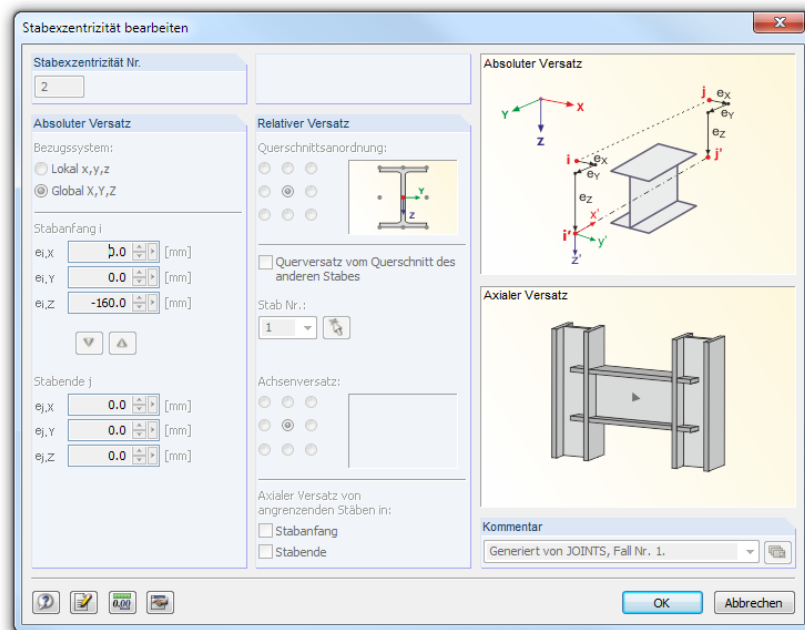 Stabexzentrizität bearbeiten
Stabexzentrizität Nr.
2
Absoluter Versatz
Bezugssystem:
Lokal x,y,z
Global X,Y,Z
Stabanfang i
ei,X 0.0 [mm]
ei,Y 0.0 [mm]
ei,Z -160.0 [mm]
Stabende j
ej,X 0.0 [mm]
ej,Y 0.0 [mm]
ej,Z 0.0 [mm]
Relativer Versatz
Querschnittsanordnung:
Y
Z
Querversatz vom Querschnitt des
anderen Stabes
Stab Nr.:
1
Achsenversatz:
Axialer Versatz von
angrenzenden Stäben in:
Stabanfang
Stabende
Absoluter Versatz
j eX
eY
Y X
Z
eZ
i eX
eY
j'
eZ
x'
i'
y'
z'
Axialer Versatz
Kommentar
Generiert von JOINTS, Fall Nr. 1.
0.00
OK
Abbrechen